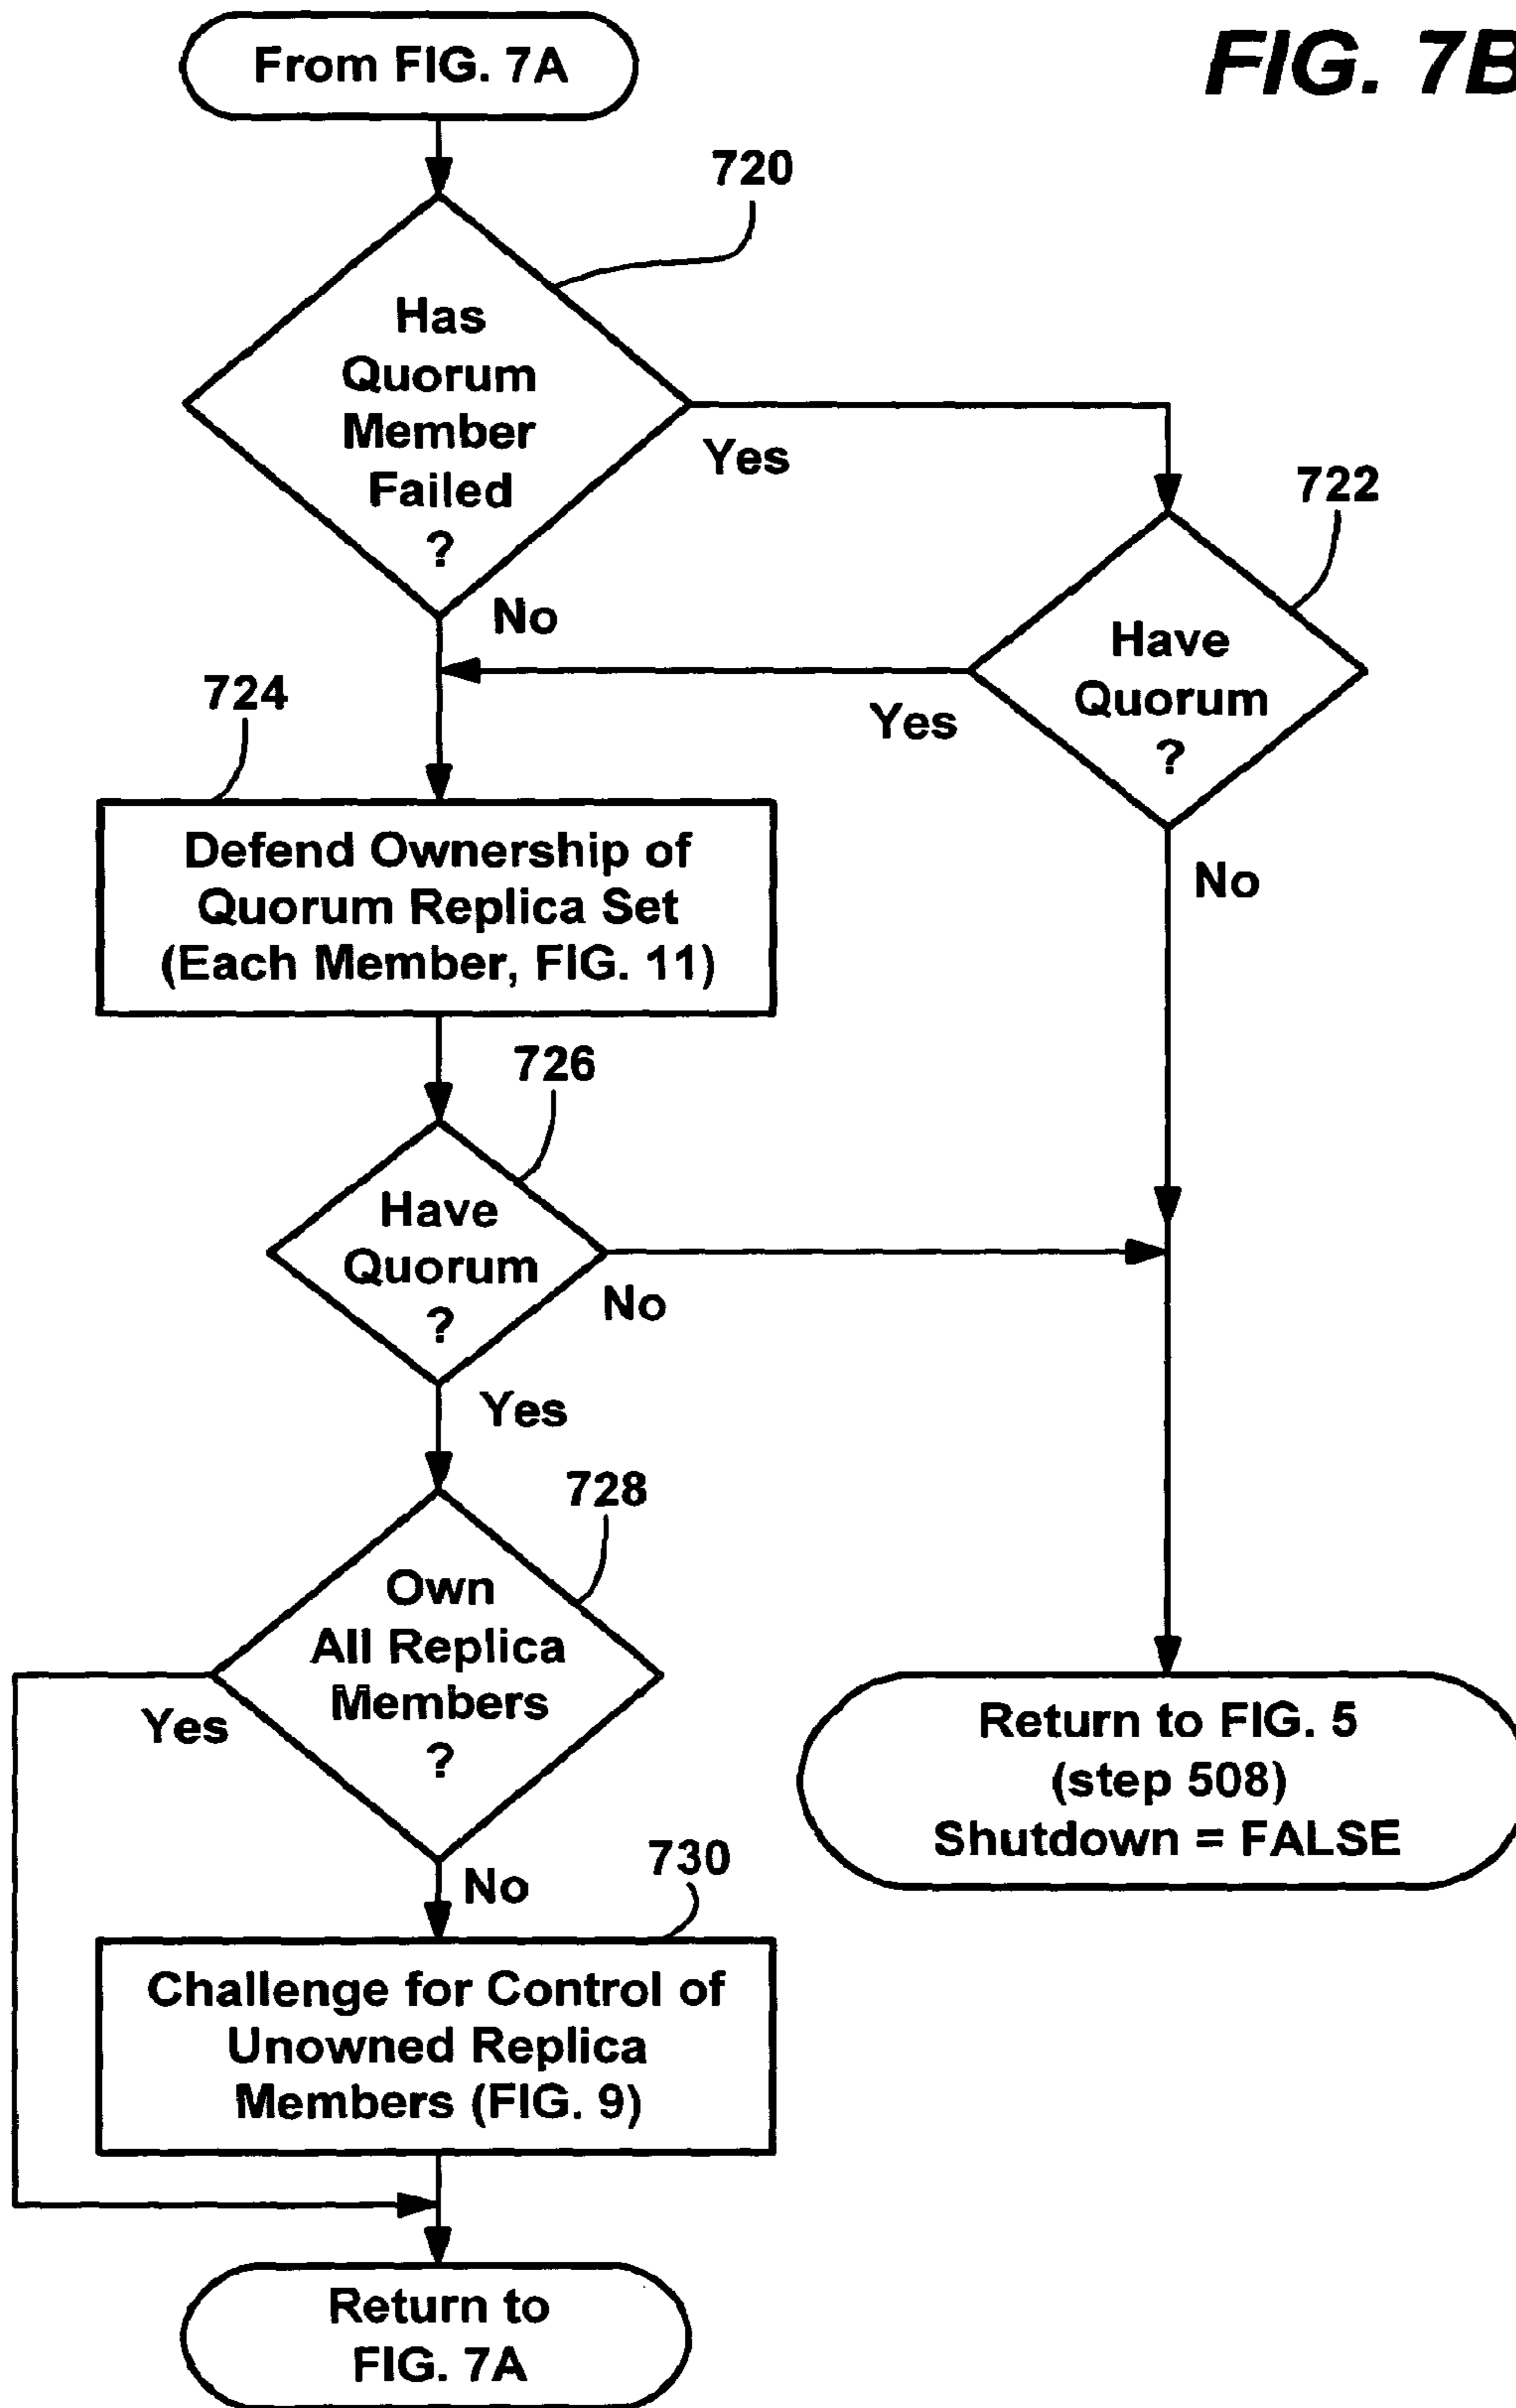 FIG. 7B
From FIG. 7A
720
Has
Quorum
Member
Failed
?
Yes
No
722
Have
Quorum
?
Yes
No
724
Defend Ownership of
Quorum Replica Set
(Each Member, FIG. 11)
726
Have
Quorum
?
No
Yes
728
Own
All Replica
Members
?
Yes
No
Return to FIG. 5
(step 508)
Shutdown = FALSE
730
Challenge for Control of
Unowned Replica
Members (FIG. 9)
Return to
FIG. 7A